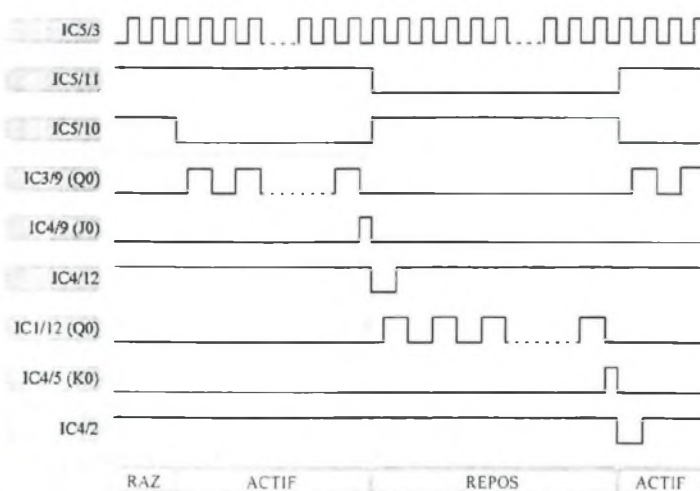 IC5/3
IC5/11
IC5/10
IC3/9 (Q0)
IC4/9 (J0)
IC4/12
IC1/12 (Q0)
IC4/5 (K0)
IC4/2
RAZ ACTIF REPOS ACTIF